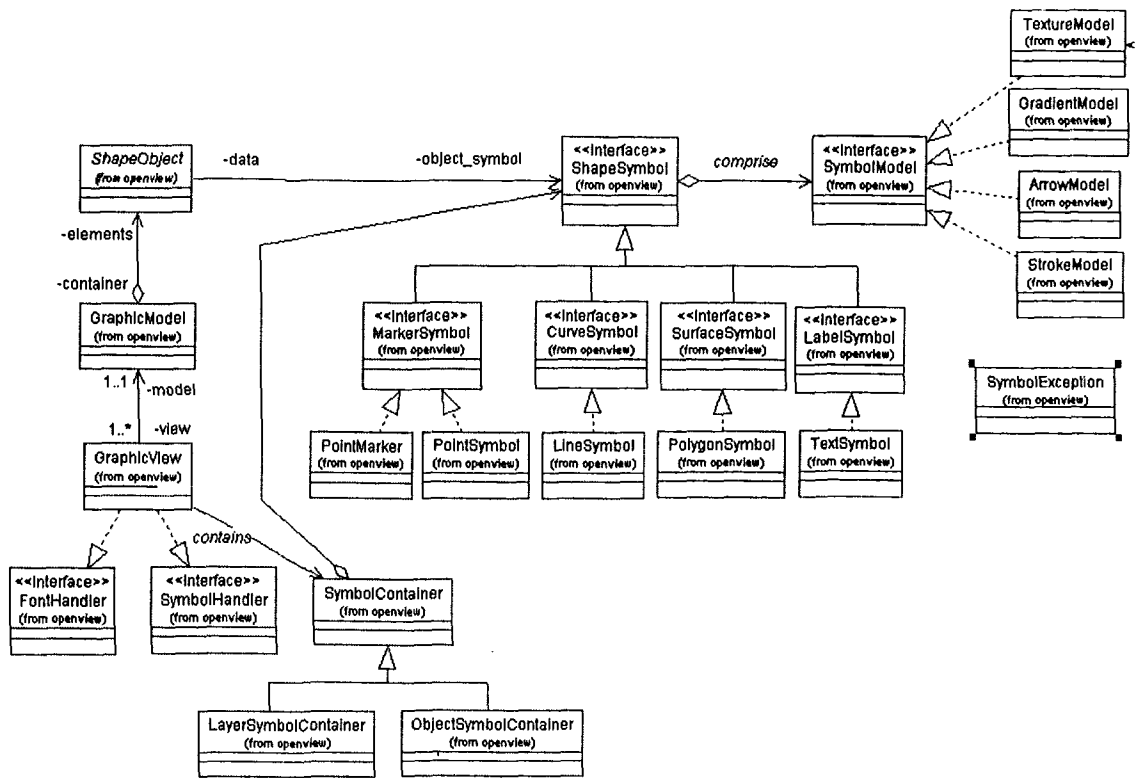 TextureModel
(from openview)
GradientModel
(from openview)
ShapeObject
(from openview)
-data
-object_symbol
<<Interface>>
ShapeSymbol
(from openview)
comprise
<<Interface>>
SymbolModel
(from openview)
ArrowModel
(from openview)
-elements
-container
StrokeModel
(from openview)
GraphicModel
(from openview)
<<Interface>>
MarkerSymbol
(from openview)
<<Interface>>
CurveSymbol
(from openview)
<<Interface>>
SurfaceSymbol
(from openview)
<<Interface>>
LabelSymbol
(from openview)
1..1
-model
SymbolException
(from openview)
1..*
-view
GraphicView
(from openview)
PointMarker
(from openview)
PointSymbol
(from openview)
LineSymbol
(from openview)
PolygonSymbol
(from openview)
TextSymbol
(from openview)
contains
<<Interface>>
FontHandler
(from openview)
<<Interface>>
SymbolHandler
(from openview)
SymbolContainer
(from openview)
LayerSymbolContainer
(from openview)
ObjectSymbolContainer
(from openview)